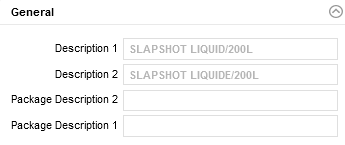 General
Description 1 SLAPSHOT LIQUID/200L
Description 2 SLAPSHOT LIQUIDE/200L
Package Description 2
Package Description 1